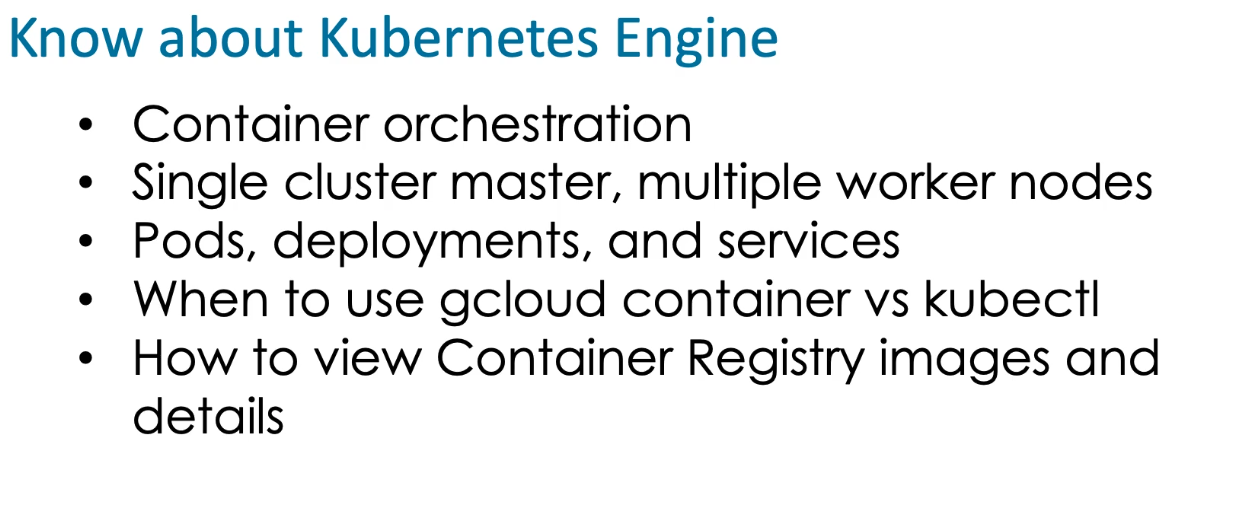 Know about Kubernetes Engine
• Container orchestration
• Single cluster master, multiple worker nodes
• Pods, deployments, and services
• When to use gcloud container vs kubectl
• How to view Container Registry images and
details